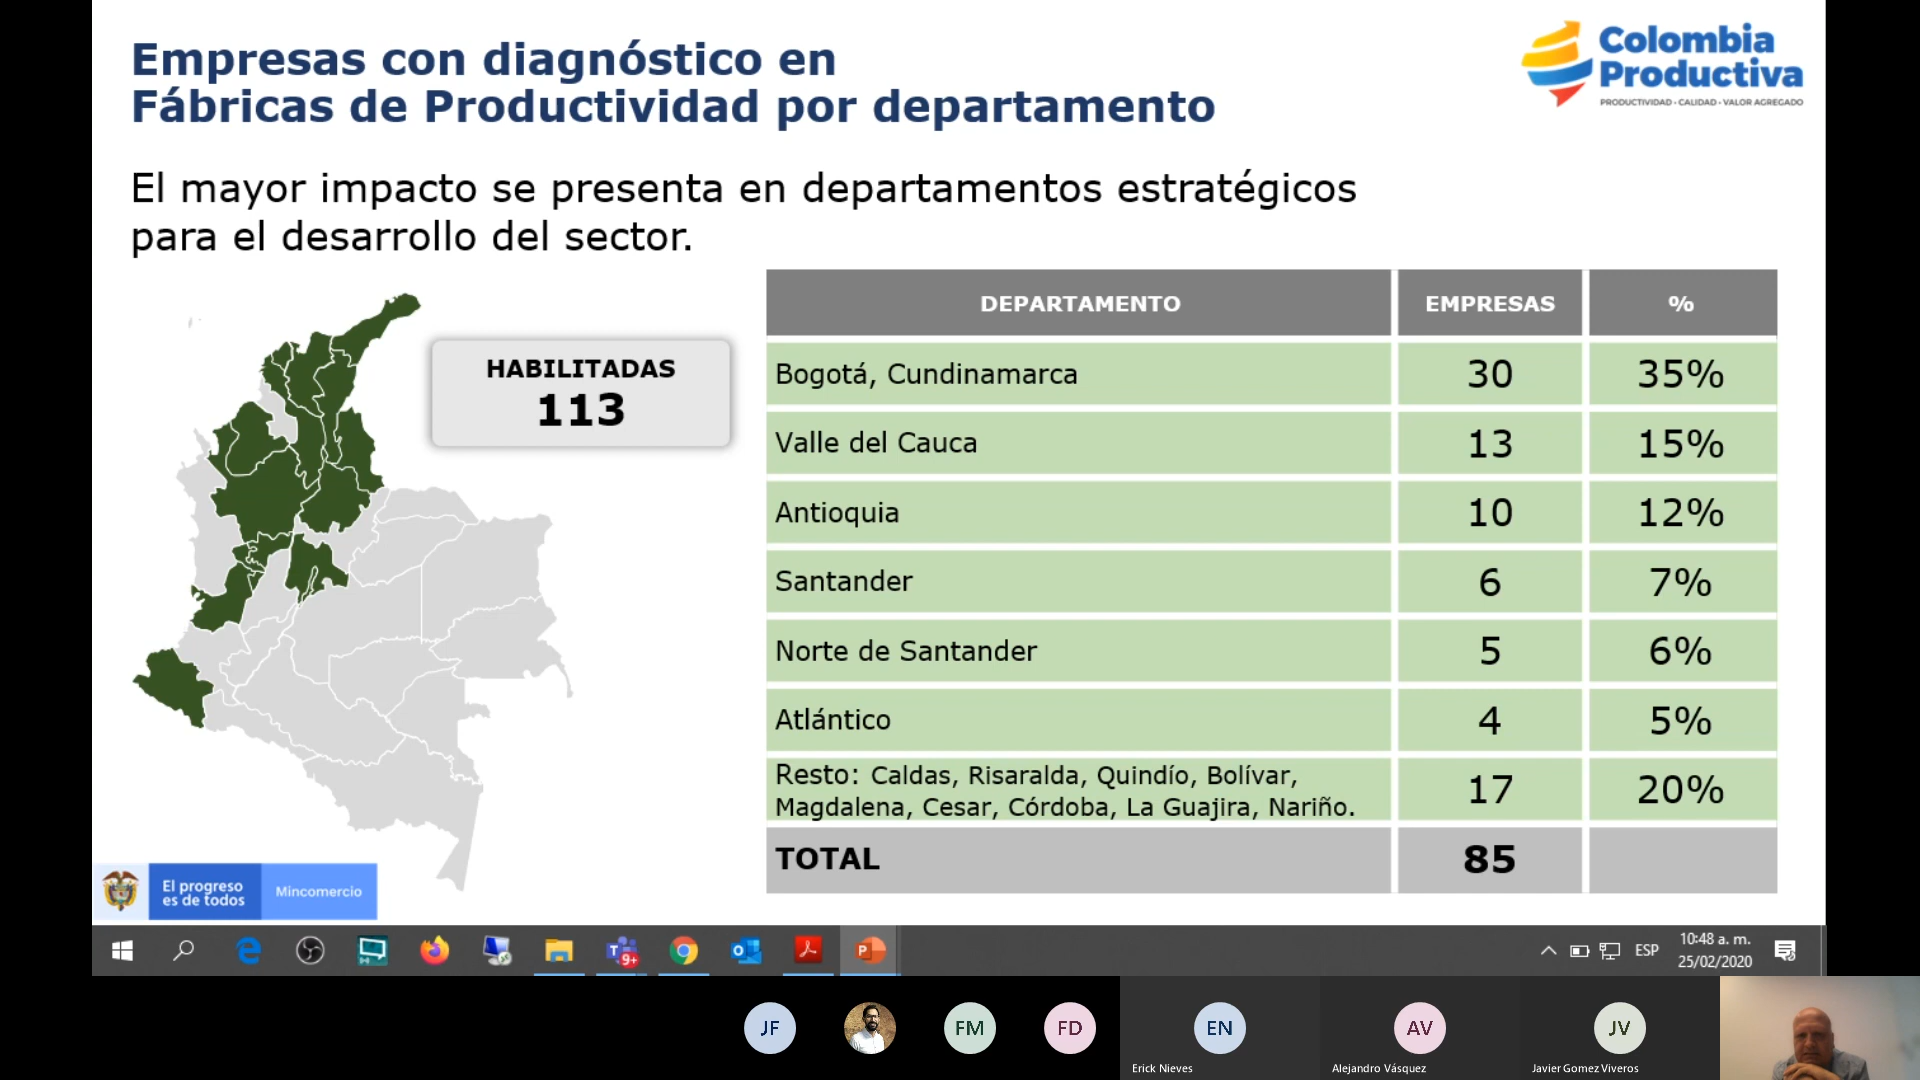 Empresas con diagnóstico en
Fábricas de Productividad por departamento
Colombia
Productiva
PRODUCTIVIDAD • CALIDAD • VALOR AGREGADO
El mayor impacto se presenta en departamentos estratégicos
para el desarrollo del sector.
HABILITADAS
113
DEPARTAMENTO EMPRESAS %
Bogotá, Cundinamarca 30 35%
Valle del Cauca 13 15%
Antioquia 10 12%
Santander 6 7%
Norte de Santander 5 6%
Atlántico 4 5%
Resto: Caldas, Risaralda, Quindío, Bolívar,
Magdalena, Cesar, Córdoba, La Guajira, Nariño. 17 20%
TOTAL 85
El progreso
es de todos
Mincomercio
9+
ESP
10:48 a. m.
25/02/2020
JF
FM
FD
EN
AV
JV
Erick Nieves
Alejandro Vásquez
Javier Gomez Viveros